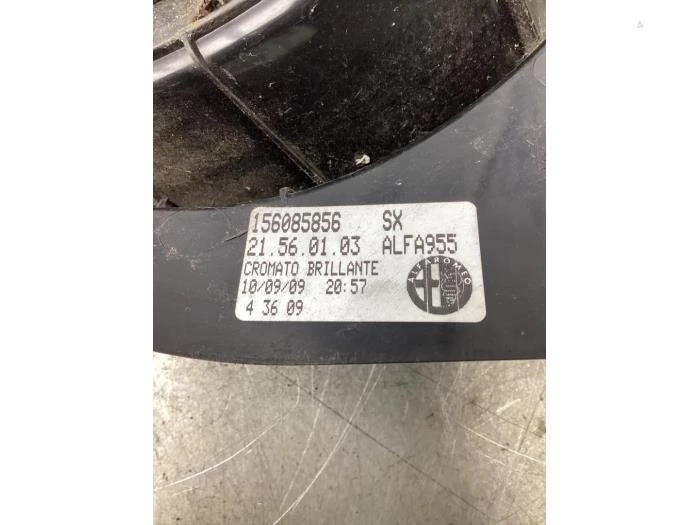 156085856 SX
21.56.01.03 ALFA955
CROMATO BRILLANTE
10/09/09 20:57
4 36 09
ALFA ROMEO